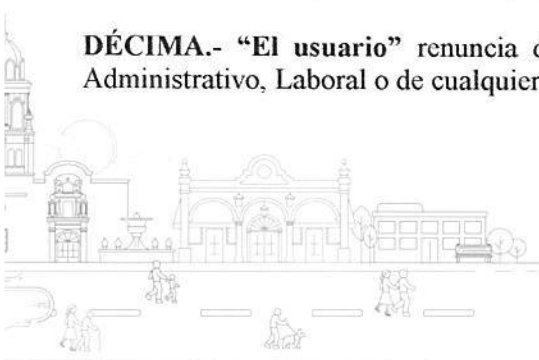 DÉCIMA.- “El usuario” renuncia
Administrativo, Laboral o de cualquier